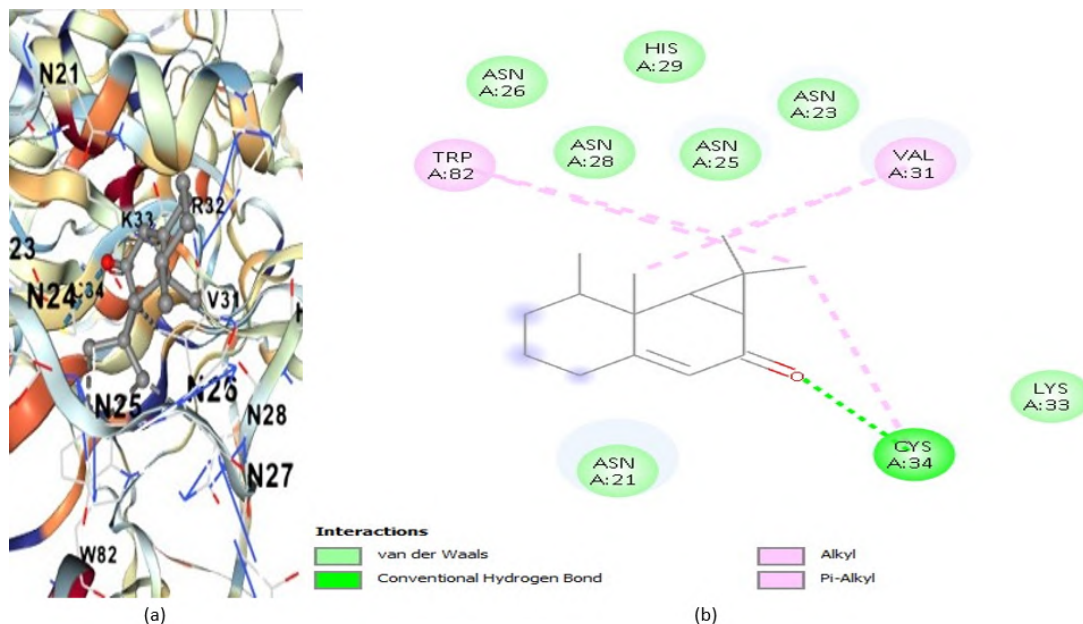 N21
K33
R32
23
N24
C34
V31
H
N25
N26
N28
N27
W82
(a)
HIS
A:29
ASN
A:26
ASN
A:23
ASN
A:28
ASN
A:25
TRP
A:82
VAL
A:31
O
LYS
A:33
CYS
A:34
ASN
A:21
Interactions
van der Waals
Conventional Hydrogen Bond
Alkyl
Pi-Alkyl
(b)